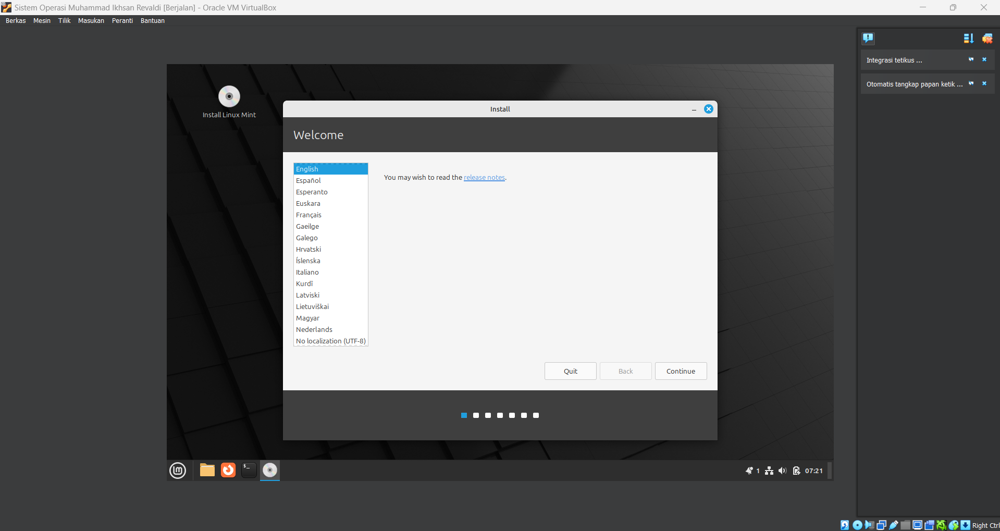 Sistem Operasi Muhammad Ikhsan Revaldi [Berjalan] - Oracle VM VirtualBox
Berkas Mesin Tilik Masukan Peranti Bantuan
Integrasi tetikus ...
Otomatis tangkap papan ketik ...
Install Linux Mint
Install
Welcome
English
Español
Esperanto
Euskara
Français
Gaeilge
Galego
Hrvatski
Íslenska
Italiano
Kurdî
Latviski
Lietuviškai
Magyar
Nederlands
No localization (UTF-8)
You may wish to read the release notes.
Quit Back Continue
$_
1 07:21
Right Ctrl